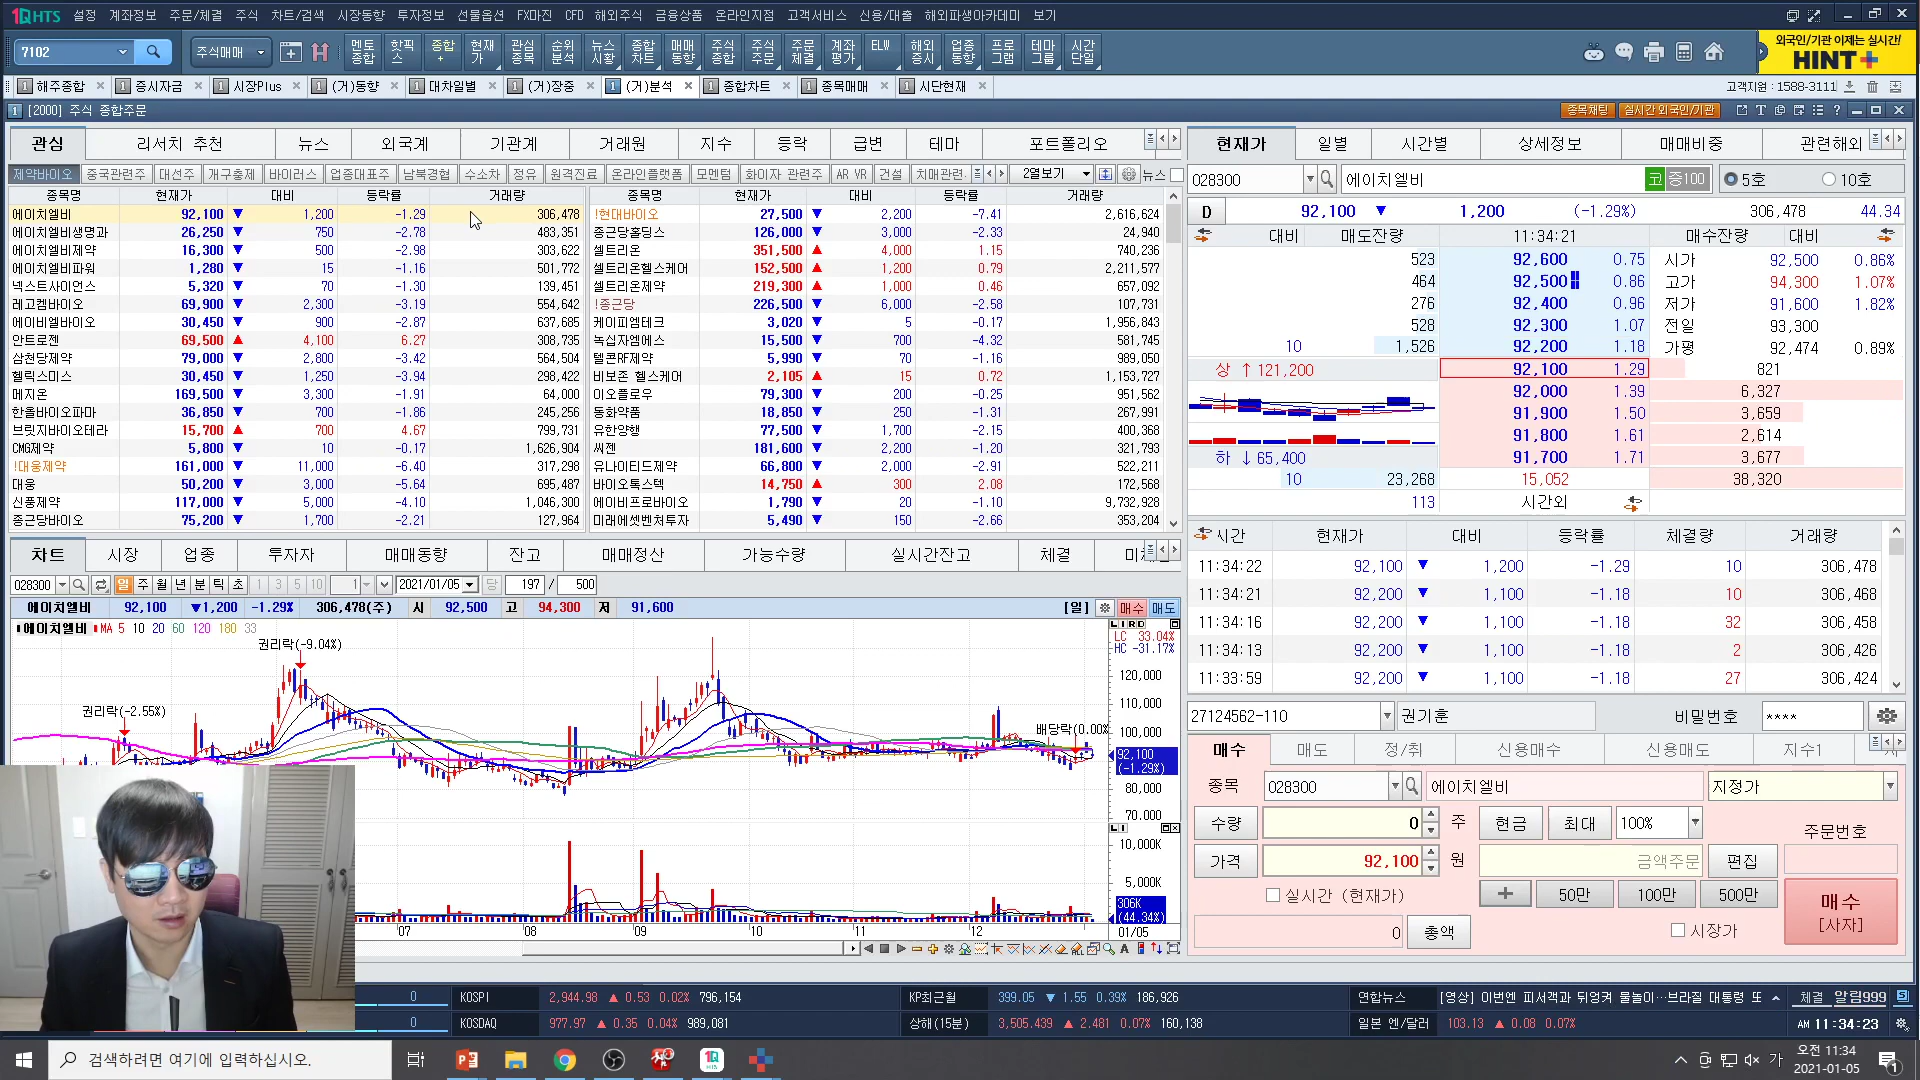 1QHTS 설정 계좌정보 주문/체결 주식 차트/검색 시장동향 투자정보 선물옵션 FX마진 CFD 해외주식 금융상품 온라인지점 고객서비스 신용/대출 해외파생아카데미 보기
7102 주식매매 멘토종합 핫픽스 종합+ 현재가 관심종목 순위분석 뉴스시황 종합차트 매매동향 주식종합 주식주문 주문체결 계좌평가 ELW 해외증시 업종동향 프로그램 테마그룹 시간단일
외국인/기관 이제는 실시간!
HINT+
1 해주종합 1 증시자금 1 시장Plus 1 (거)동향 1 대차일별 1 (거)장중 1 (거)분석 1 종합차트 1 종목매매 1 시단현재 고객지원 : 1588-3111
1 [2000] 주식 종합주문 종목채팅 실시간 외국인/기관
관심 리서치 추천 뉴스 외국계 기관계 거래원 지수 등락 급변 테마 포트폴리오
제약바이오 중국관련주 대선주 개구충제 바이러스 업종대표주 남북경협 수소차 정유 원격진료 온라인플랫폼 모멘텀 화이자 관련주 AR VR 건설 치매관련 2열보기 뉴스
종목명 현재가 대비 등락률 거래량 종목명 현재가 대비 등락률 거래량
에이치엘비 92,100 ▼ 1,200 -1.29 306,478 !현대바이오 27,500 ▼ 2,200 -7.41 2,616,624
에이치엘비생명과 26,250 ▼ 750 -2.78 483,351 종근당홀딩스 126,000 ▼ 3,000 -2.33 24,940
에이치엘비제약 16,300 ▼ 500 -2.98 303,622 셀트리온 351,500 ▲ 4,000 1.15 740,236
에이치엘비파워 1,280 ▼ 15 -1.16 501,772 셀트리온헬스케어 152,500 ▲ 1,200 0.79 2,211,577
넥스트사이언스 5,320 ▼ 70 -1.30 139,451 셀트리온제약 219,300 ▲ 1,000 0.46 657,092
레고켐바이오 69,900 ▼ 2,300 -3.19 554,642 !종근당 226,500 ▼ 6,000 -2.58 107,731
에이비엘바이오 30,450 ▼ 900 -2.87 637,685 케이피엠테크 3,020 ▼ 5 -0.17 1,956,843
안트로젠 69,500 ▲ 4,100 6.27 308,735 녹십자엠에스 15,500 ▼ 700 -4.32 581,745
삼천당제약 79,000 ▼ 2,800 -3.42 564,504 텔콘RF제약 5,990 ▼ 70 -1.16 989,050
헬릭스미스 30,450 ▼ 1,250 -3.94 298,422 비보존 헬스케어 2,105 ▲ 15 0.72 1,153,727
메지온 169,500 ▼ 3,300 -1.91 64,000 이오플로우 79,300 ▼ 200 -0.25 951,562
한올바이오파마 36,850 ▼ 700 -1.86 245,256 동화약품 18,850 ▼ 250 -1.31 267,991
브릿지바이오테라 15,700 ▲ 700 4.67 799,731 유한양행 77,500 ▼ 1,700 -2.15 400,368
CMG제약 5,800 ▼ 10 -0.17 1,626,904 씨젠 181,600 ▼ 2,200 -1.20 321,793
!대웅제약 161,000 ▼ 11,000 -6.40 317,298 유나이티드제약 66,800 ▼ 2,000 -2.91 522,211
대웅 50,200 ▼ 3,000 -5.64 695,487 바이오톡스텍 14,750 ▲ 300 2.08 172,568
신풍제약 117,000 ▼ 5,000 -4.10 1,046,300 에이비프로바이오 1,790 ▼ 20 -1.10 9,732,928
종근당바이오 75,200 ▼ 1,700 -2.21 127,964 미래에셋벤처투자 5,490 ▼ 150 -2.66 353,204
차트 시장 업종 투자자 매매동향 잔고 매매정산 가능수량 실시간잔고 체결
028300 일 주 월 년 분 틱 초 1 3 5 10 1 2021/01/05 당 197 / 500
에이치엘비 92,100 ▼1,200 -1.29% 306,478(주) 시 92,500 고 94,300 저 91,600 [일] 매수 매도
에이치엘비 MA 5 10 20 60 120 180 33
LC 33.04%
HC -31.17%
권리락(-9.04%)
권리락(-2.55%)
배당락(0.00%
120,000
110,000
100,000
92,100
(-1.29%)
80,000
70,000
10,000K
5,000K
306K
(44.34%)
07 08 09 10 11 12 01/05
현재가 일별 시간별 상세정보 매매비중 관련해외
028300 에이치엘비 코 중100 5호 10호
D 92,100 ▼ 1,200 (-1.29%) 306,478 44.34
대비 매도잔량 11:34:21 매수잔량 대비
523 92,600 0.75 시가 92,500 0.86%
464 92,500 0.86 고가 94,300 1.07%
276 92,400 0.96 저가 91,600 1.82%
528 92,300 1.07 전일 93,300
10 1,526 92,200 1.18 가평 92,474 0.89%
상 ↑ 121,200 92,100 1.29 821
92,000 1.39 6,327
91,900 1.50 3,659
91,800 1.61 2,614
하 ↓ 65,400 91,700 1.71 3,677
10 23,268 15,052 38,320
113 시간외
시간 현재가 대비 등락률 체결량 거래량
11:34:22 92,100 ▼ 1,200 -1.29 10 306,478
11:34:21 92,200 ▼ 1,100 -1.18 10 306,468
11:34:16 92,200 ▼ 1,100 -1.18 32 306,458
11:34:13 92,200 ▼ 1,100 -1.18 2 306,426
11:33:59 92,200 ▼ 1,100 -1.18 27 306,424
27124562-110 권기훈 비밀번호 ****
매수 매도 정/취 신용매수 신용매도 지수1
종목 028300 에이치엘비 지정가
수량 0 주 현금 최대 100% 주문번호
가격 92,100 원 금액주문 편집
실시간 (현재가) + 50만 100만 500만
매수
[사자]
0 총액 시장가
0 KOSPI 2,944.98 ▲ 0.53 0.02% 796,154 KP최근월 399.05 ▼ 1.55 0.39% 186,926 연합뉴스 [영상] 이번엔 피서객과 뒤엉켜 물놀이…브라질 대통령 또 체결 알림999
0 KOSDAQ 977.97 ▲ 0.35 0.04% 989,081 상해(15분) 3,505.439 ▲ 2.481 0.07% 160,138 일본 엔/달러 103.13 ▲ 0.08 0.07% AM 11:34:23
검색하려면 여기에 입력하십시오. 가 오전 11:34
2021-01-05